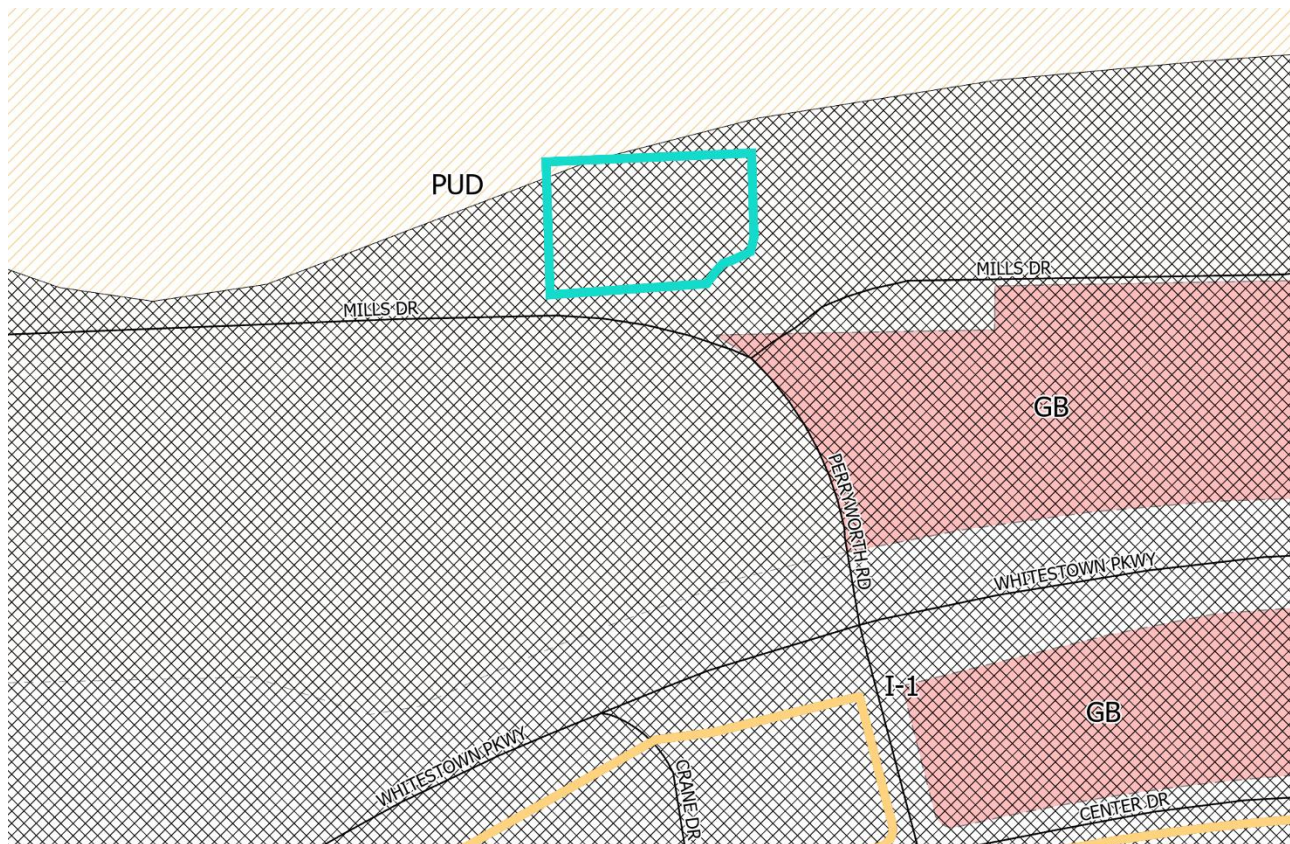 PUD
MILLS DR
MILLS DR
GB
PERRYWORTH RD
WHITESTOWN PKWY
I-1
GB
WHITESTOWN PKWY
CRANE DR
CENTER DR